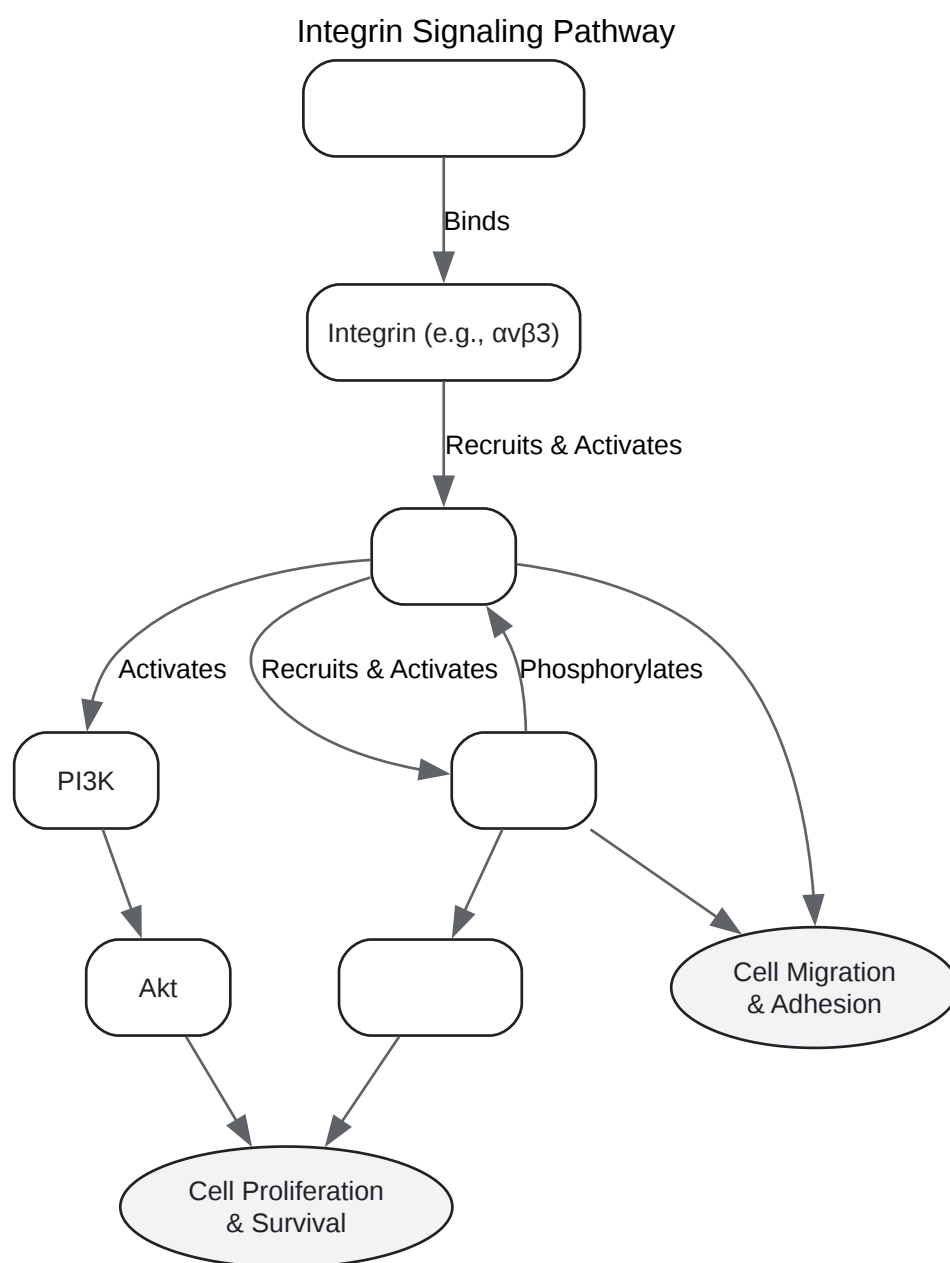 Integrin Signaling Pathway
Binds
Integrin (e.g., αvβ3)
Recruits & Activates
Activates
Recruits & Activates
Phosphorylates
PI3K
Akt
Cell Migration
& Adhesion
Cell Proliferation
& Survival